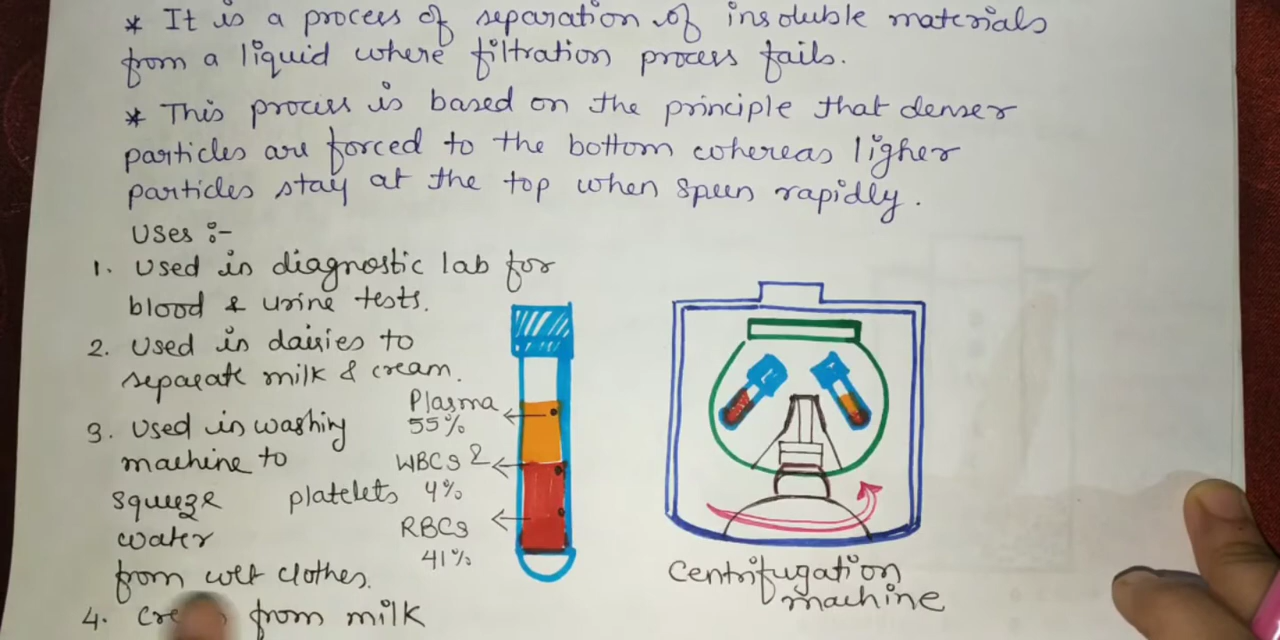 * It is a process of separation of insoluble materials
from a liquid where filtration process fails.
* This process is based on the principle that denser
particles are forced to the bottom whereas ligher
particles stay at the top when speen rapidly.
Uses :-
1. Used in diagnostic lab for
blood & urine tests.
2. Used in dairies to
separate milk & cream.
3. Used in washing
machine to
squeeze
water
from wet clothes.
4. from milk
Plasma
55%
WBCS &
platelets 4%
RBCS
41%
Centrifugation
machine